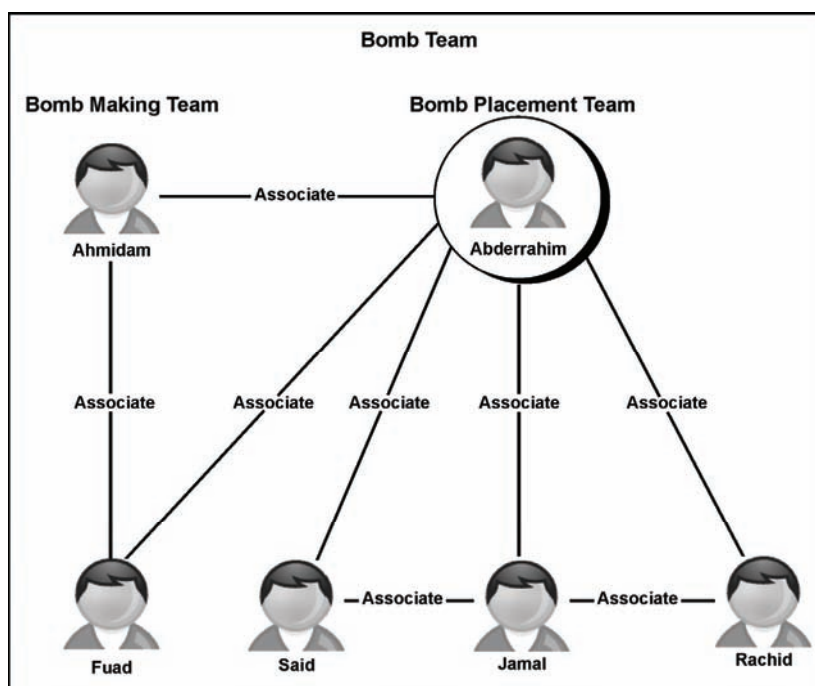 Bomb Team
Bomb Making Team
Bomb Placement Team
Associate
Ahmidam
Abderrahim
Associate
Associate
Associate
Associate
Associate
Associate
Associate
Fuad
Said
Jamal
Rachid